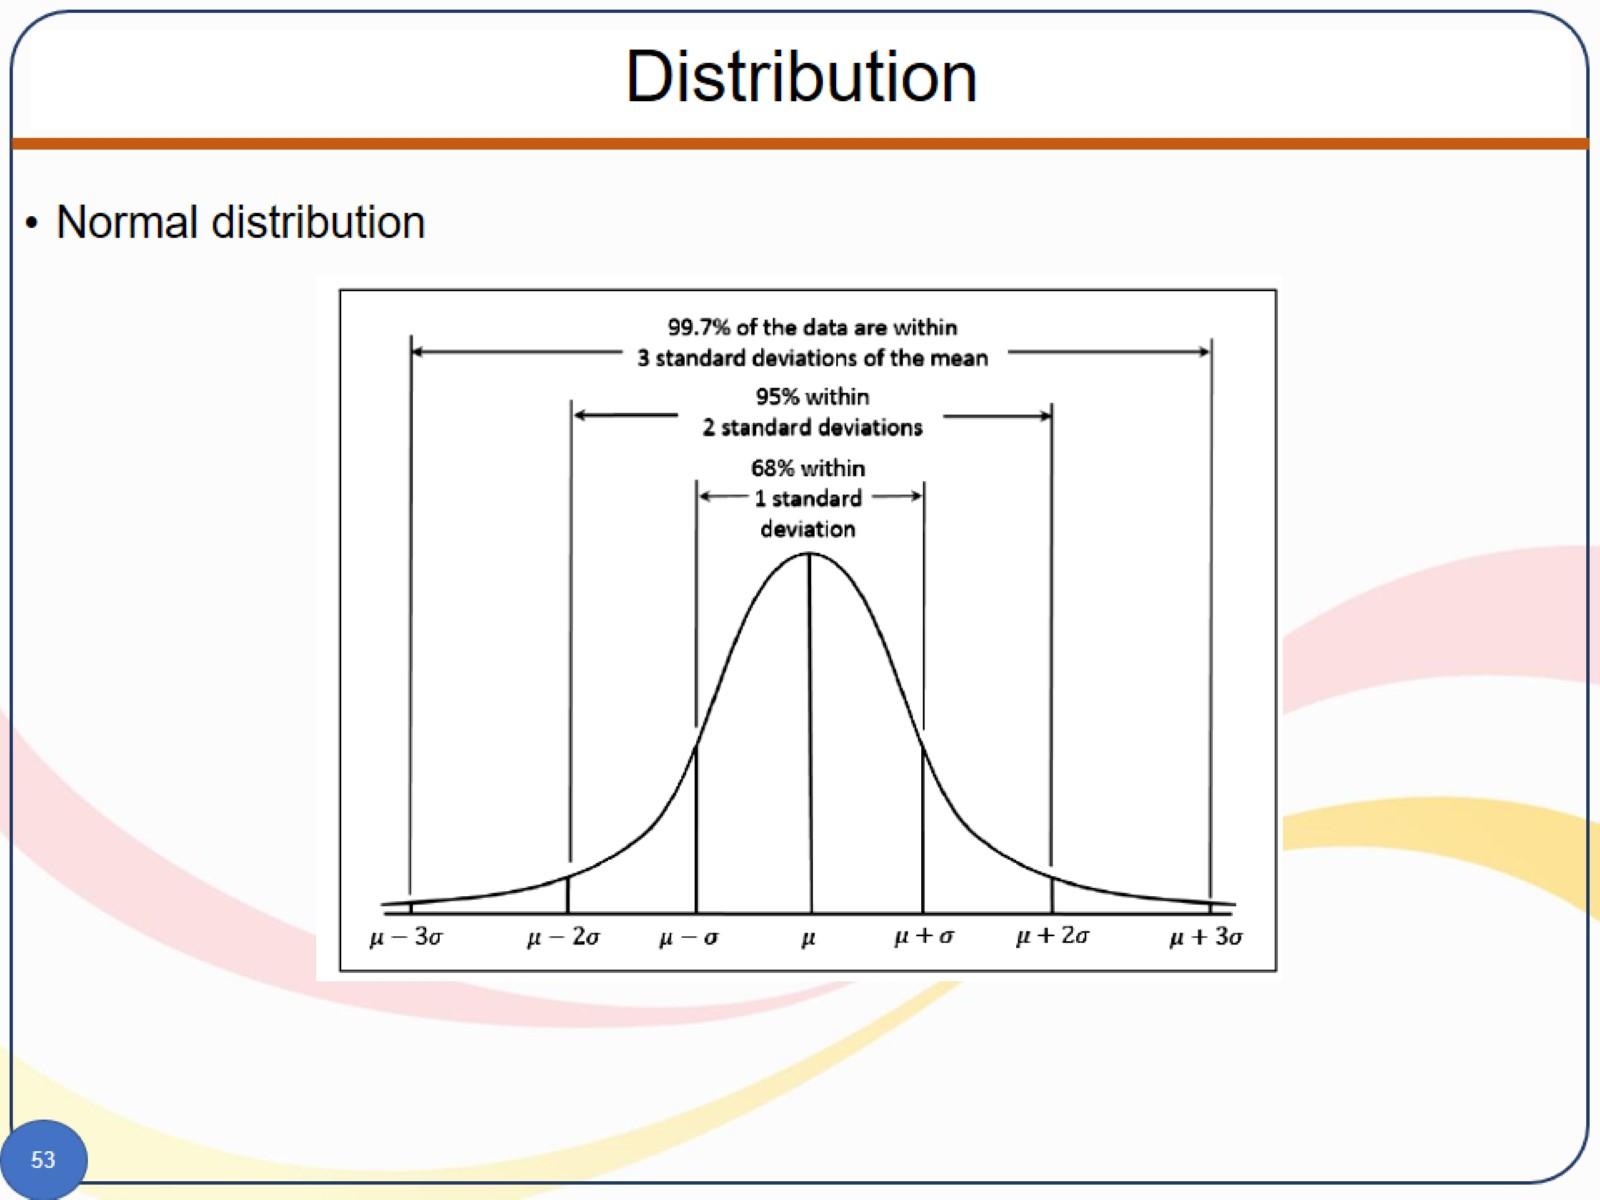 Distribution
• Normal distribution
99.7% of the data are within
3 standard deviations of the mean
95% within
2 standard deviations
68% within
1 standard
deviation
μ − 3σ μ − 2σ μ − σ μ μ + σ μ + 2σ μ + 3σ
53